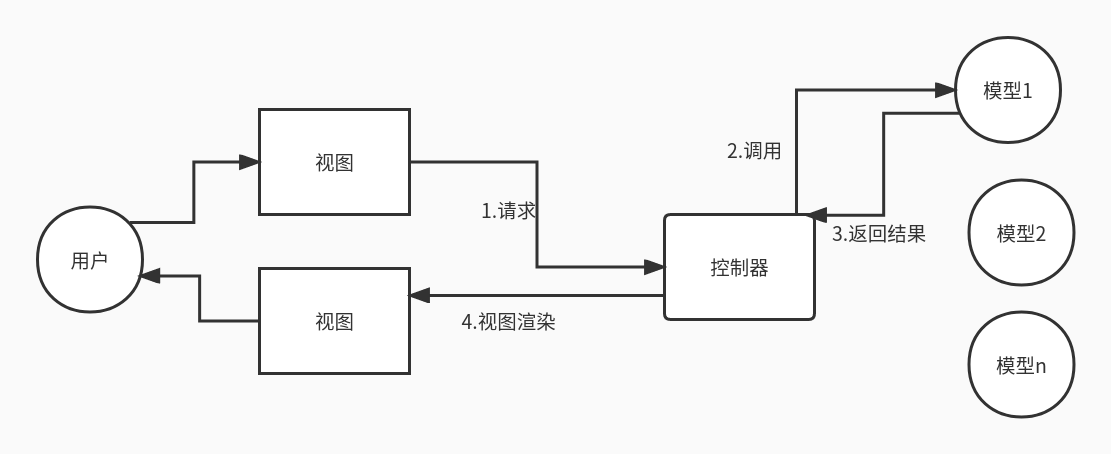 用户
视图
1.请求
视图
4.视图渲染
控制器
2.调用
3.返回结果
模型1
模型2
模型n